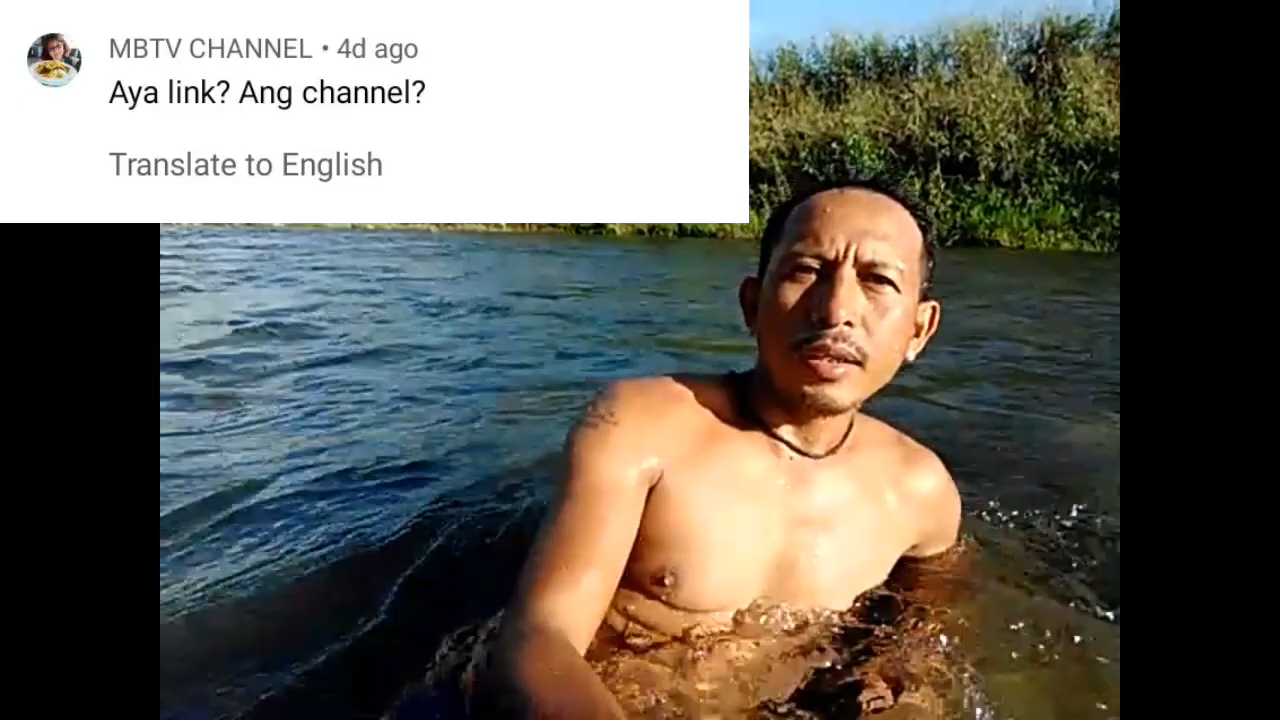 MBTV CHANNEL • 4d ago
Aya link? Ang channel?
Translate to English